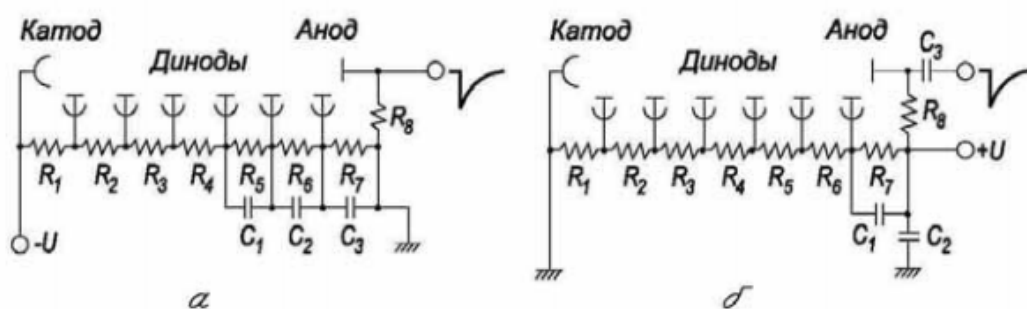 Катод
Диноды
Анод
R8
R1 R2 R3 R4 R5 R6 R7
C1 C2 C3
-U
а
Катод
Диноды
Анод
C3
R8
+U
R1 R2 R3 R4 R5 R6 R7
C1 C2
б